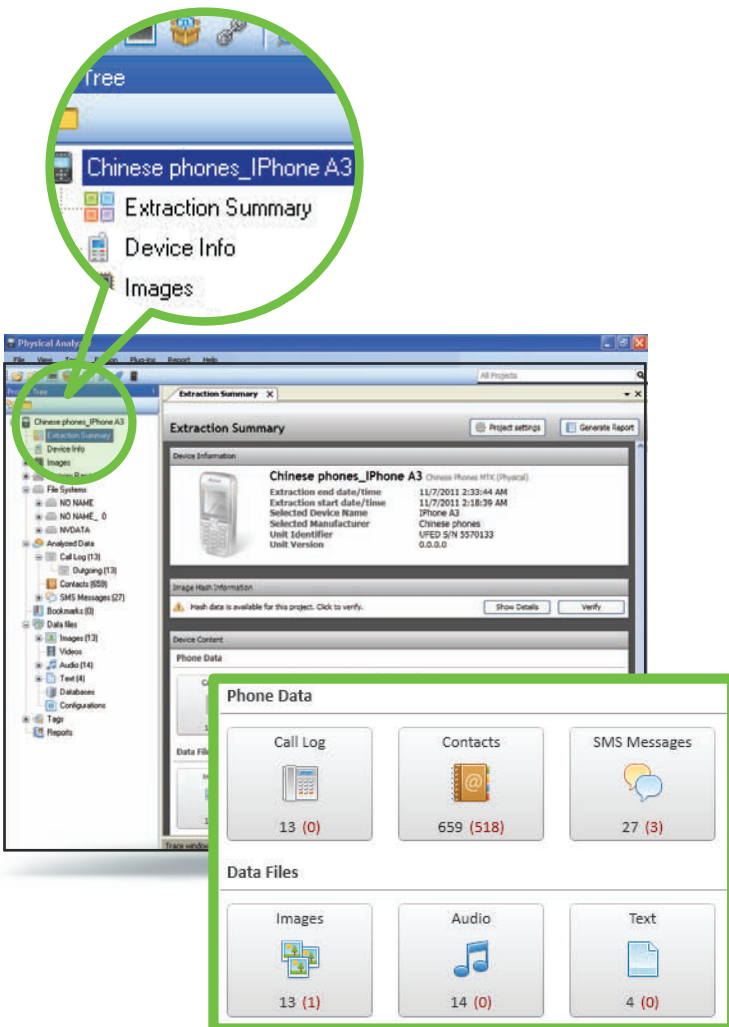 Tree
Chinese phones_IPhone A3
Extraction Summary
Device Info
Images
Physical Analyzer
File View Tools Python Plug-ins Report Help
All Projects
Extraction Summary X
Chinese phones_IPhone A3
Extraction Summary
Device Info
Images
File Systems
NO NAME
NO NAME_ 0
NVDATA
Analyzed Data
Call Log (13)
Outgoing (13)
Contacts (659)
SMS Messages (27)
Bookmarks (0)
Data files
Images (13)
Videos
Audio (14)
Text (4)
Databases
Configurations
Tags
Reports
Extraction Summary
Project settings
Generate Report
Device Information
Chinese phones_IPhone A3 Chinese Phones MTK (Physical)
Extraction end date/time 11/7/2011 2:33:44 AM
Extraction start date/time 11/7/2011 2:18:39 AM
Selected Device Name IPhone A3
Selected Manufacturer Chinese phones
Unit Identifier UFED S/N 5570133
Unit Version 0.0.0.0
Image Hash Information
Hash data is available for this project. Click to verify.
Show Details
Verify
Device Content
Phone Data
Trace window
Phone Data
Call Log Contacts SMS Messages
13 (0) 659 (518) 27 (3)
Data Files
Images Audio Text
13 (1) 14 (0) 4 (0)